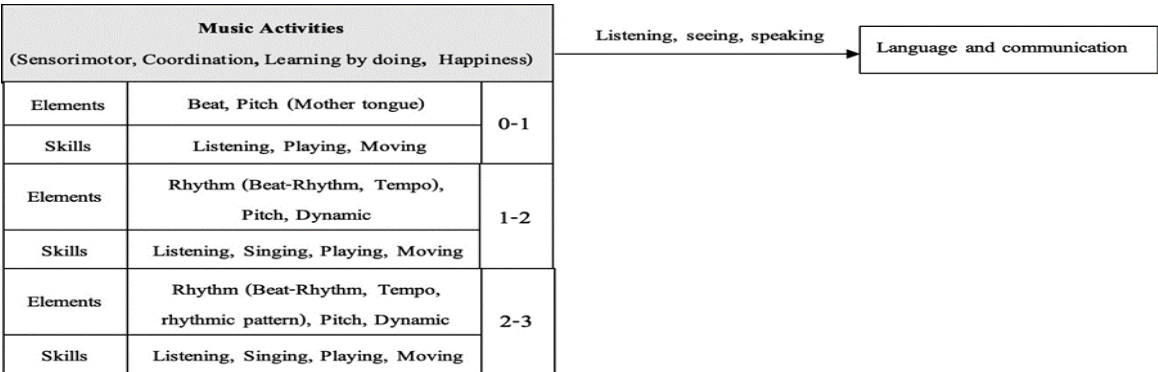 Music Activities
(Sensorimotor, Coordination, Learning by doing, Happiness)
Listening, seeing, speaking
Language and communication
Elements
Beat, Pitch (Mother tongue)
0-1
Skills
Listening, Playing, Moving
Elements
Rhythm (Beat-Rhythm, Tempo),
Pitch, Dynamic
1-2
Skills
Listening, Singing, Playing, Moving
Elements
Rhythm (Beat-Rhythm, Tempo,
rhythmic pattern), Pitch, Dynamic
2-3
Skills
Listening, Singing, Playing, Moving